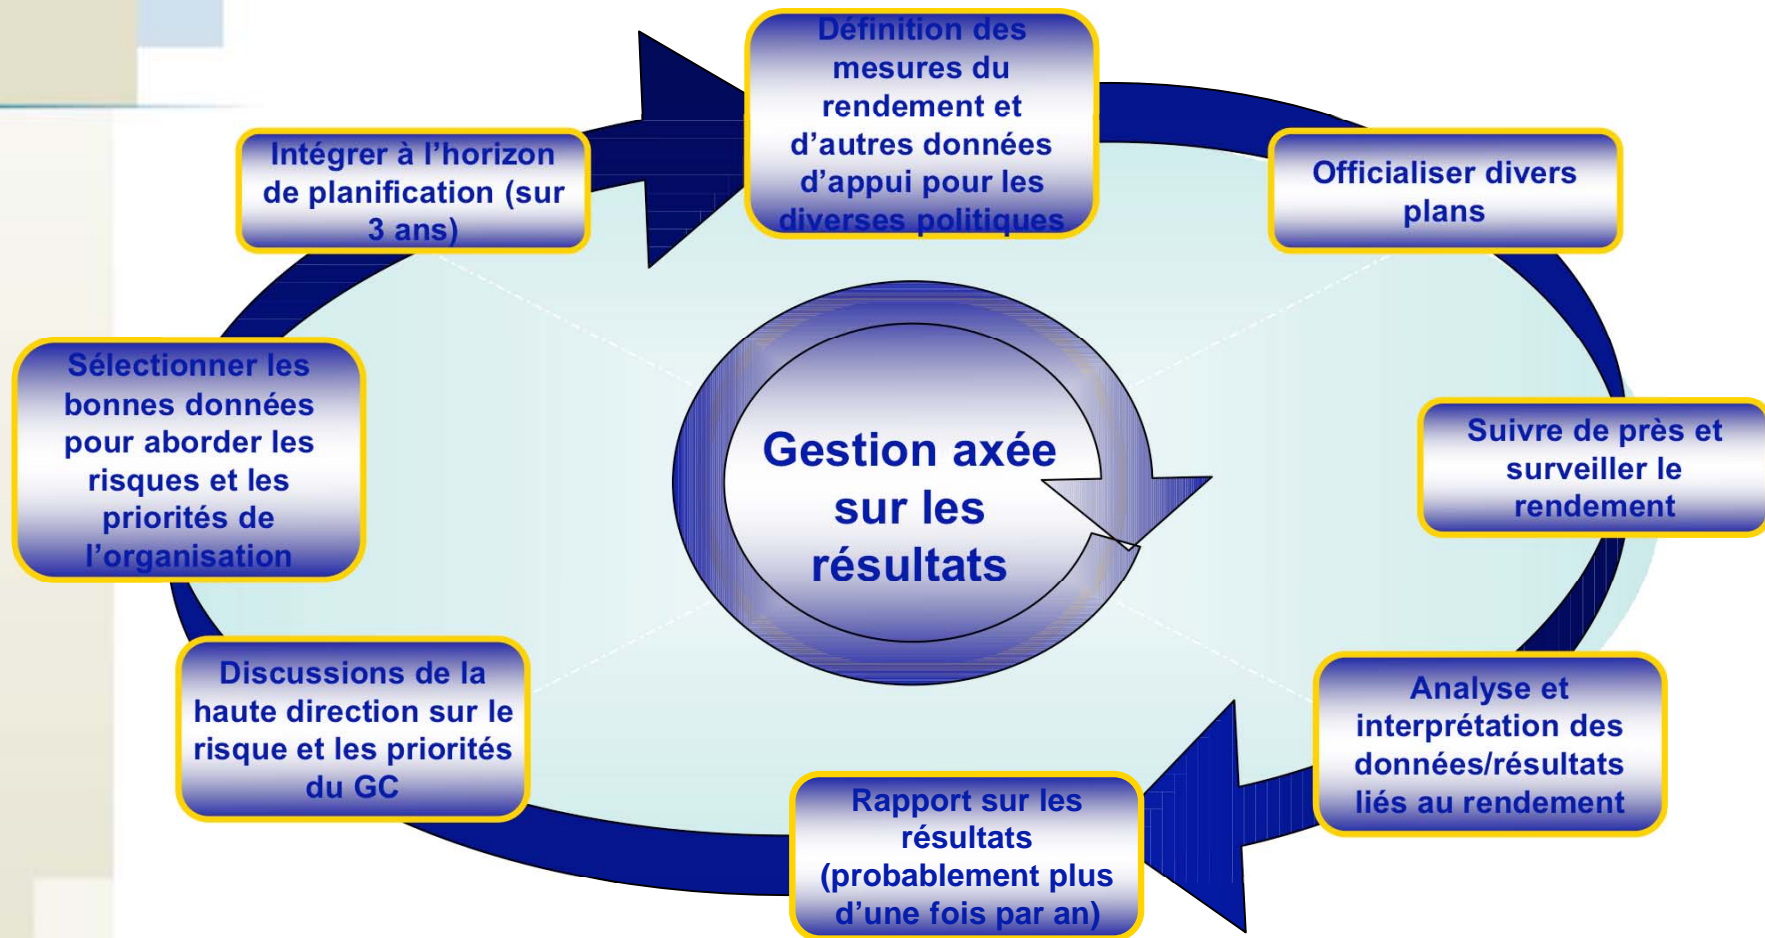 Définition des
mesures du
rendement et
d'autres données
d'appui pour les
diverses politiques
Officialiser divers
plans
Suivre de près et
surveiller le
rendement
Analyse et
interprétation des
données/résultats
liés au rendement
Rapport sur les
résultats
(probablement plus
d'une fois par an)
Discussions de la
haute direction sur le
risque et les priorités
du GC
Sélectionner les
bonnes données
pour aborder les
risques et les
priorités de
l'organisation
Intégrer à l'horizon
de planification (sur
3 ans)
Gestion axée
sur les
résultats